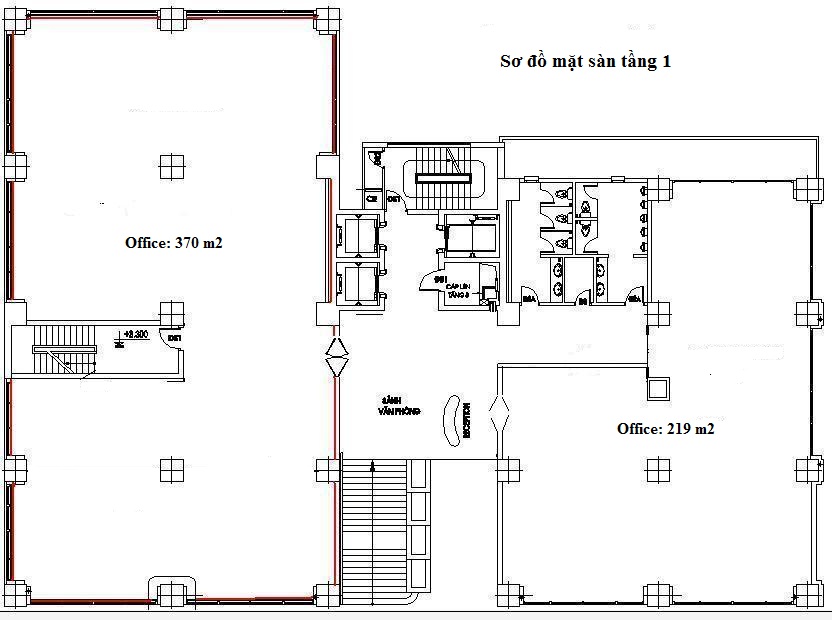 Sơ đồ mặt sàn tầng 1
Office: 370 m2
CẤP LÊN
TẦNG 3
+3.300
SẢNH
VĂN PHÒNG
RECEPTION
Office: 219 m2